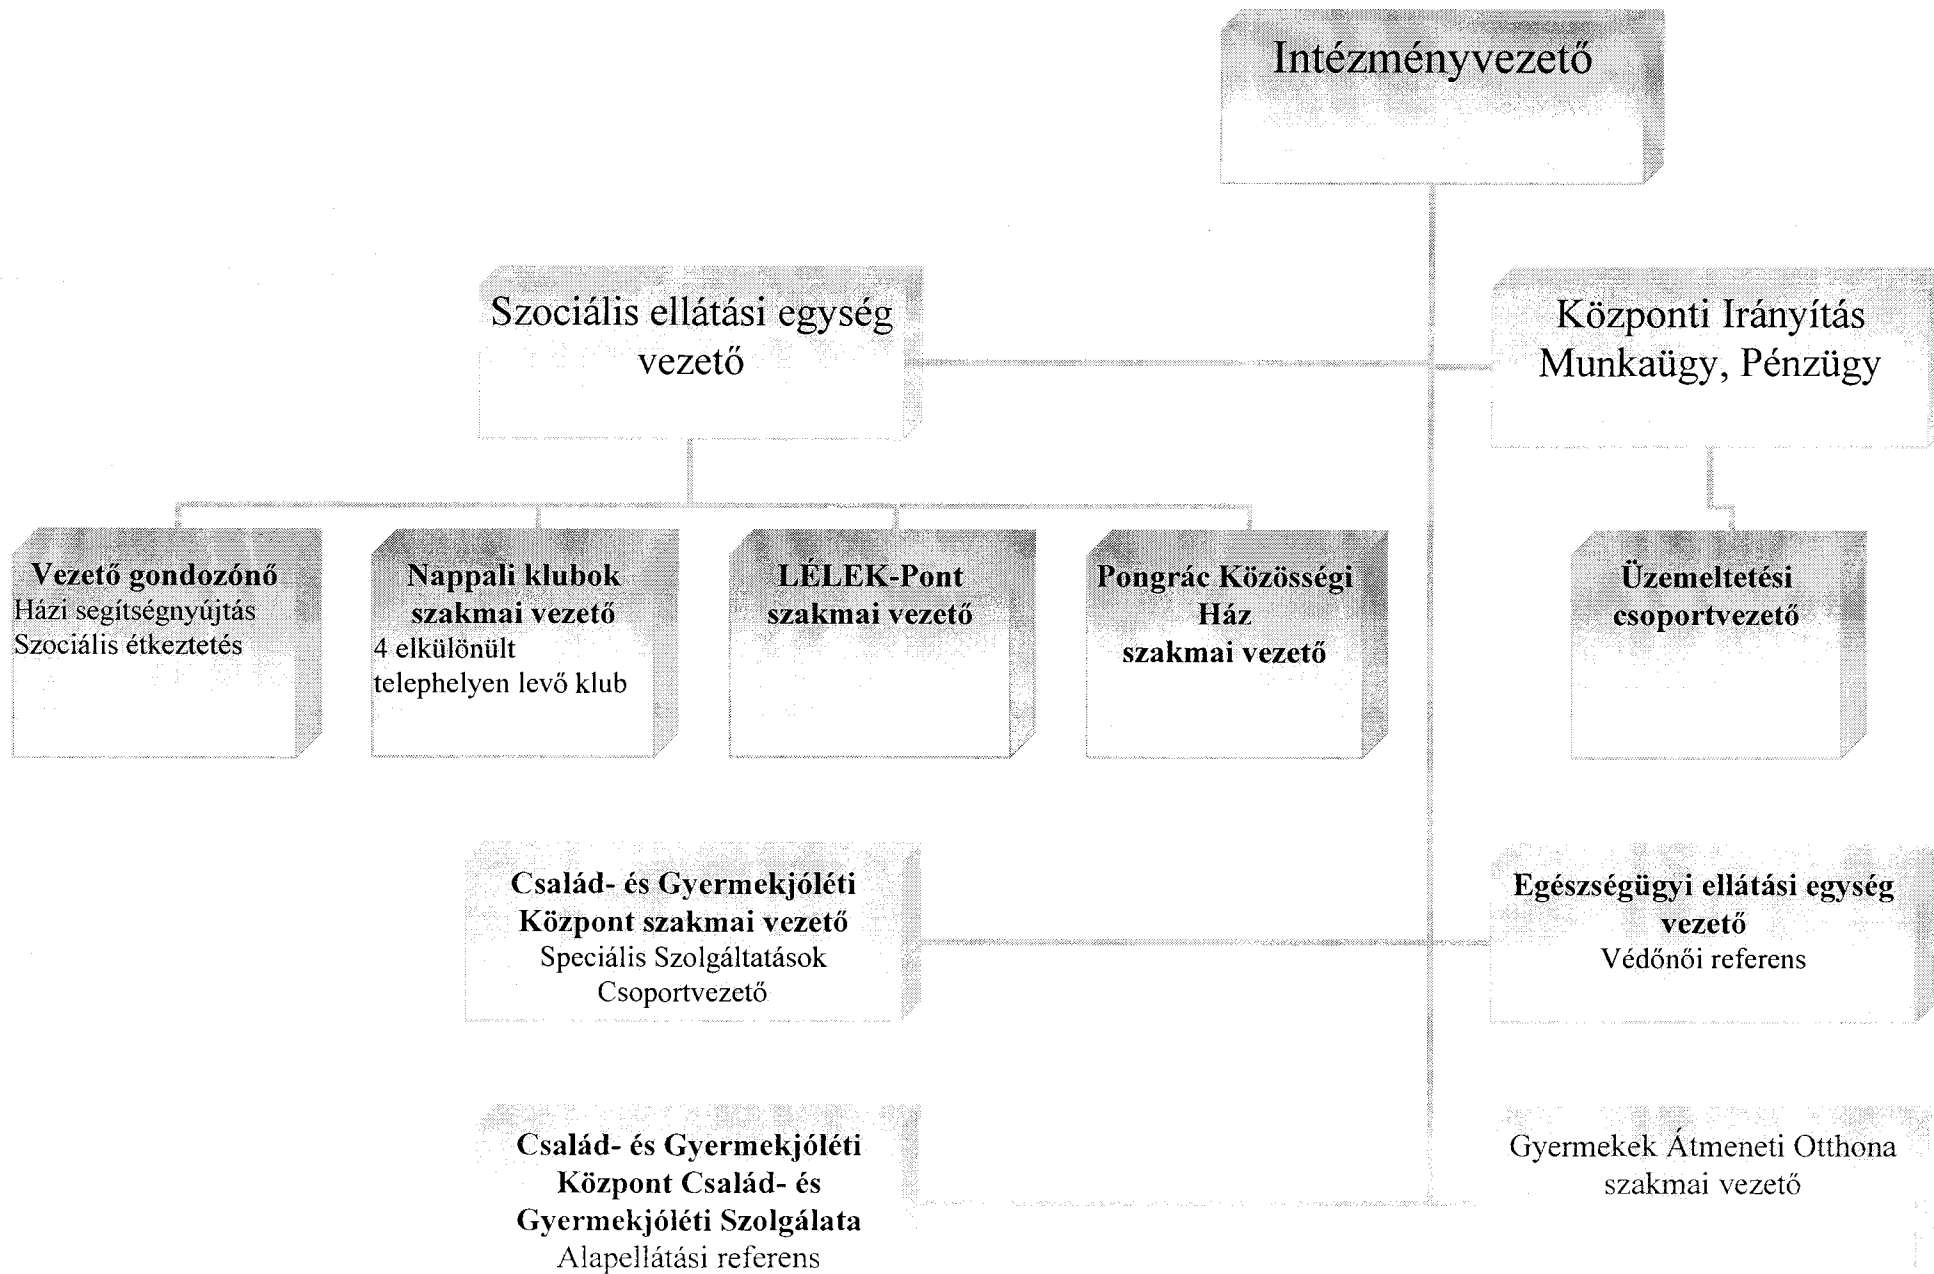 Intézményvezető
Szociális ellátási egység
vezető
Központi Irányítás
Munkaügy, Pénzügy
Vezető gondozónő
Házi segítségnyújtás
Szociális étkeztetés
Nappali klubok
szakmai vezető
4 elkülönült
telephelyen levő klub
LÉLEK-Pont
szakmai vezető
Pongrác Közösségi
Ház
szakmai vezető
Üzemeltetési
csoportvezető
Család- és Gyermekjóléti
Központ szakmai vezető
Speciális Szolgáltatások
Csoportvezető
Egészségügyi ellátási egység
vezető
Védőnői referens
Család- és Gyermekjóléti
Központ Család- és
Gyermekjóléti Szolgálata
Alapellátási referens
Gyermekek Átmeneti Otthona
szakmai vezető